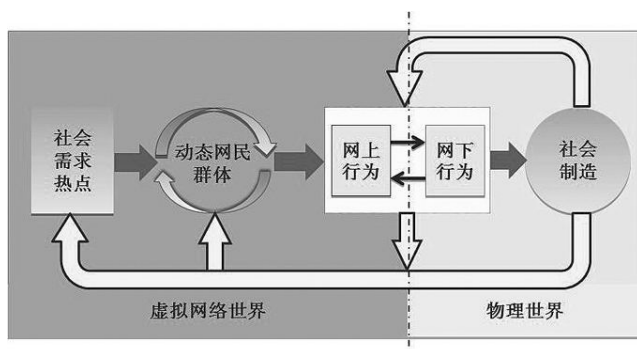 社会
需求
热点
动态网民
群体
网上
行为
网下
行为
社会
制造
虚拟网络世界
物理世界